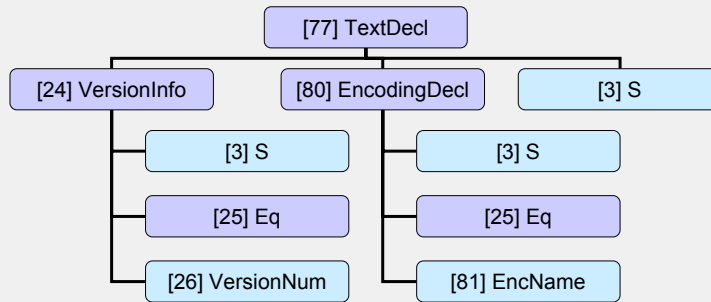 [77] TextDecl
[24] VersionInfo
[80] EncodingDecl
[3] S
[3] S
[3] S
[25] Eq
[25] Eq
[26] VersionNum
[81] EncName